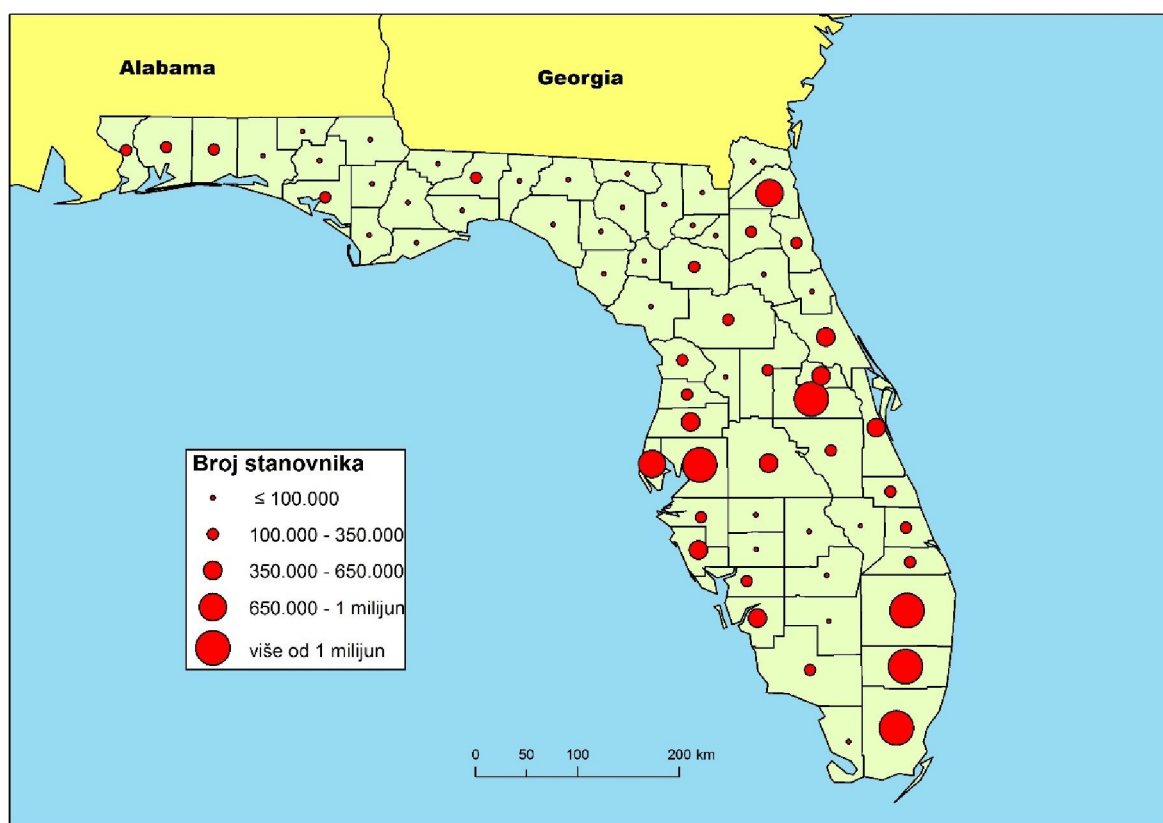 Alabama
Georgia
Broj stanovnika
≤ 100.000
100.000 - 350.000
350.000 - 650.000
650.000 - 1 milijun
više od 1 milijun
0 50 100 200 km